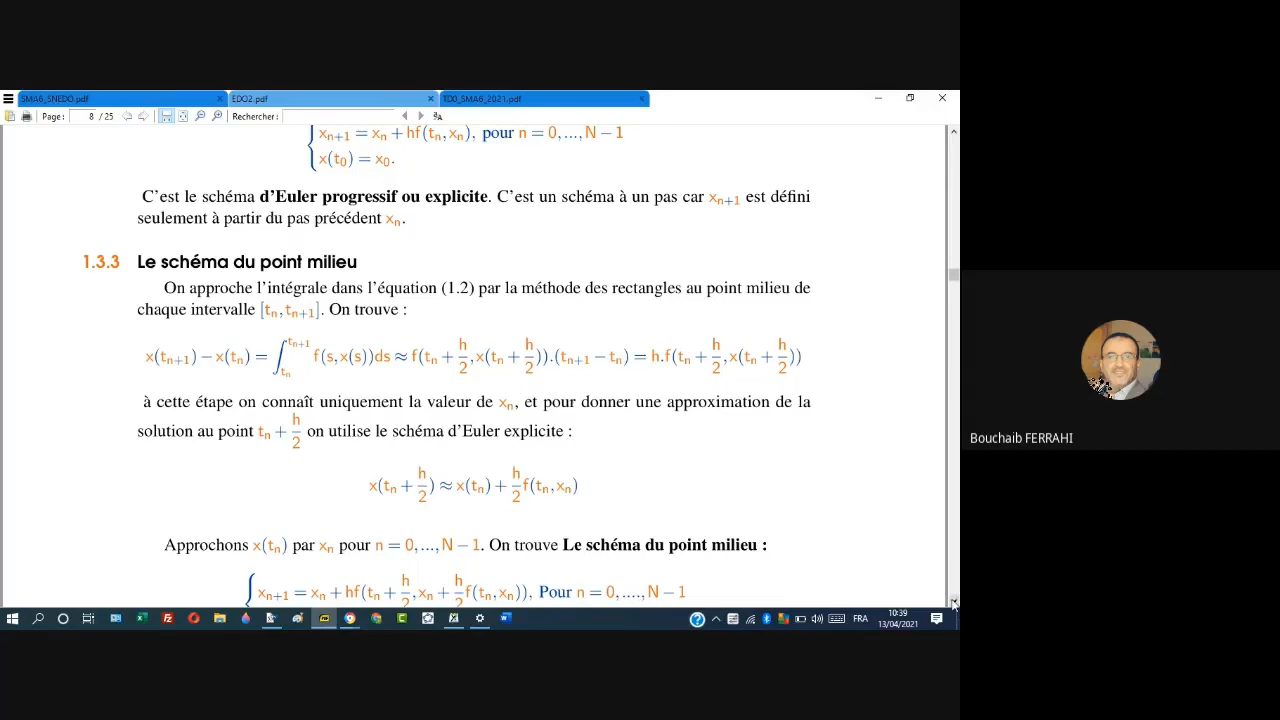 SMA6_SNEDO.pdf
EDO2.pdf
TD0_SMA6_2021.pdf
Page: 8 / 25 Rechercher :
xₙ₊₁ = xₙ + hf(tₙ, xₙ), pour n = 0, ..., N − 1
x(t₀) = x₀.
C’est le schéma d’Euler progressif ou explicite. C’est un schéma à un pas car xₙ₊₁ est défini
seulement à partir du pas précédent xₙ.
1.3.3 Le schéma du point milieu
On approche l’intégrale dans l’équation (1.2) par la méthode des rectangles au point milieu de
chaque intervalle [tₙ, tₙ₊₁]. On trouve :
x(tₙ₊₁) − x(tₙ) = ∫_{tₙ}^{tₙ₊₁} f(s, x(s))ds ≈ f(tₙ + h/2, x(tₙ + h/2)).(tₙ₊₁ − tₙ) = h.f(tₙ + h/2, x(tₙ + h/2))
à cette étape on connaît uniquement la valeur de xₙ, et pour donner une approximation de la
solution au point tₙ + h/2 on utilise le schéma d’Euler explicite :
x(tₙ + h/2) ≈ x(tₙ) + h/2 f(tₙ, xₙ)
Approchons x(tₙ) par xₙ pour n = 0, ..., N − 1. On trouve Le schéma du point milieu :
xₙ₊₁ = xₙ + hf(tₙ + h/2, xₙ + h/2 f(tₙ, xₙ)), Pour n = 0, ...., N − 1
FRA
10:39
13/04/2021
Bouchaib FERRAHI